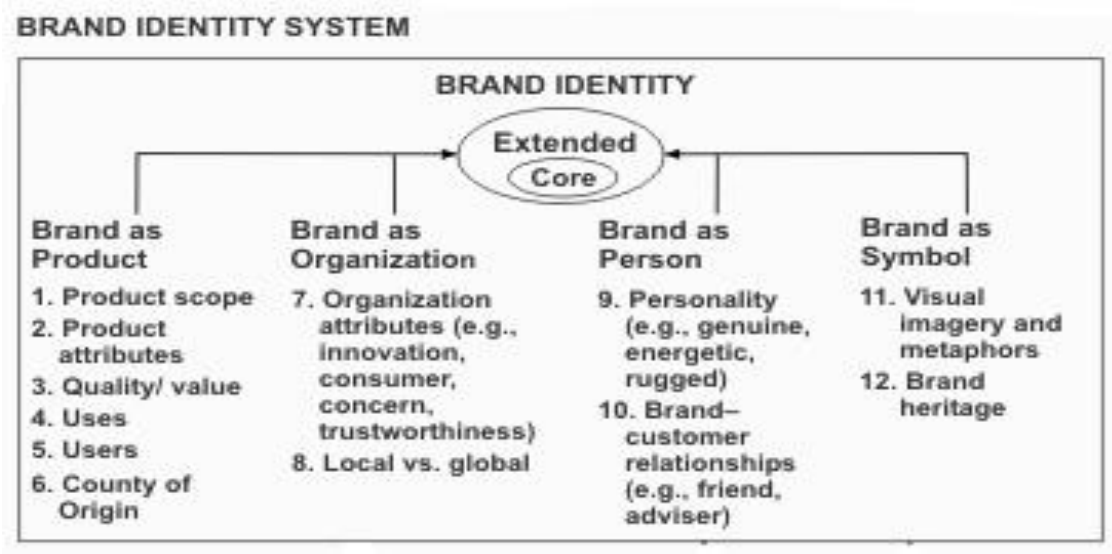 BRAND IDENTITY SYSTEM
BRAND IDENTITY
Extended
Core
Brand as
Product
1. Product scope
2. Product
attributes
3. Quality/ value
4. Uses
5. Users
6. County of
Origin
Brand as
Organization
7. Organization
attributes (e.g.,
innovation,
consumer,
concern,
trustworthiness)
8. Local vs. global
Brand as
Person
9. Personality
(e.g., genuine,
energetic,
rugged)
10. Brand–
customer
relationships
(e.g., friend,
adviser)
Brand as
Symbol
11. Visual
imagery and
metaphors
12. Brand
heritage